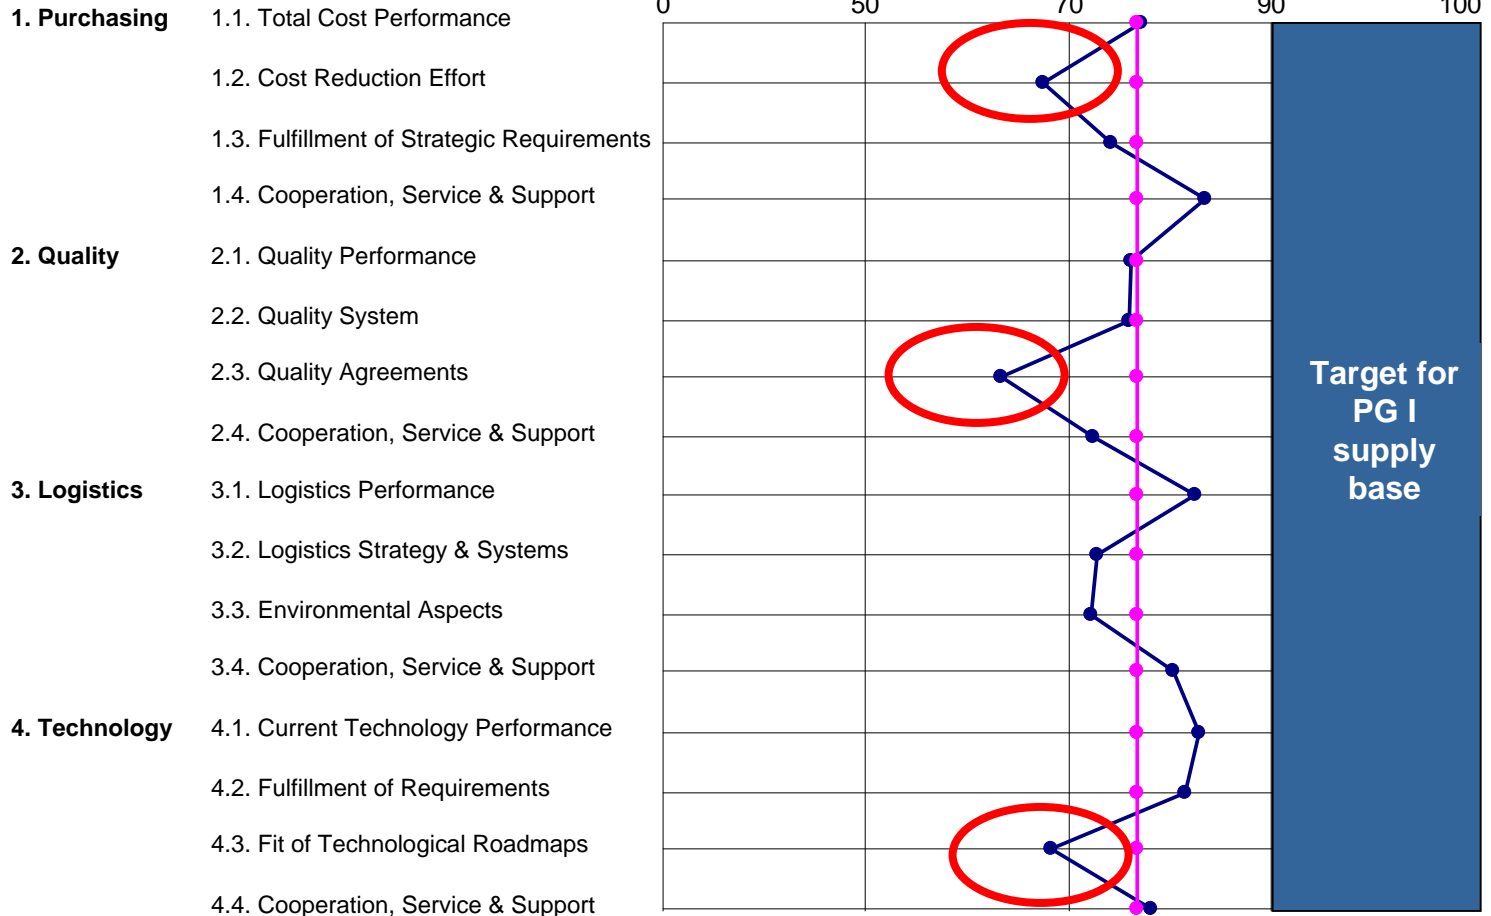 0 50 70 90 100
1. Purchasing 1.1. Total Cost Performance
1.2. Cost Reduction Effort
1.3. Fulfillment of Strategic Requirements
1.4. Cooperation, Service & Support
2. Quality 2.1. Quality Performance
2.2. Quality System
2.3. Quality Agreements
2.4. Cooperation, Service & Support
3. Logistics 3.1. Logistics Performance
3.2. Logistics Strategy & Systems
3.3. Environmental Aspects
3.4. Cooperation, Service & Support
4. Technology 4.1. Current Technology Performance
4.2. Fulfillment of Requirements
4.3. Fit of Technological Roadmaps
4.4. Cooperation, Service & Support
Target for
PG I
supply
base